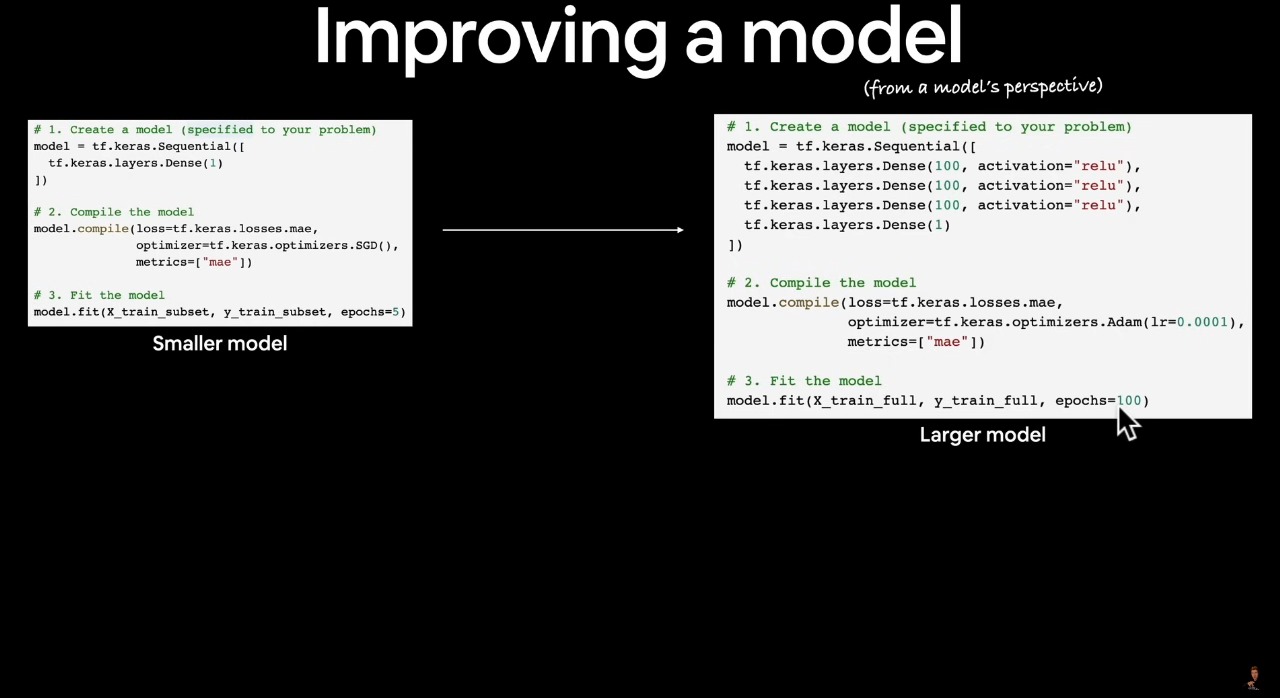 Improving a model
(from a model's perspective)
# 1. Create a model (specified to your problem)
model = tf.keras.Sequential([
  tf.keras.layers.Dense(1)
])
# 2. Compile the model
model.compile(loss=tf.keras.losses.mae,
              optimizer=tf.keras.optimizers.SGD(),
              metrics=["mae"])
# 3. Fit the model
model.fit(X_train_subset, y_train_subset, epochs=5)
Smaller model
# 1. Create a model (specified to your problem)
model = tf.keras.Sequential([
  tf.keras.layers.Dense(100, activation="relu"),
  tf.keras.layers.Dense(100, activation="relu"),
  tf.keras.layers.Dense(100, activation="relu"),
  tf.keras.layers.Dense(1)
])
# 2. Compile the model
model.compile(loss=tf.keras.losses.mae,
              optimizer=tf.keras.optimizers.Adam(lr=0.0001),
              metrics=["mae"])
# 3. Fit the model
model.fit(X_train_full, y_train_full, epochs=100)
Larger model